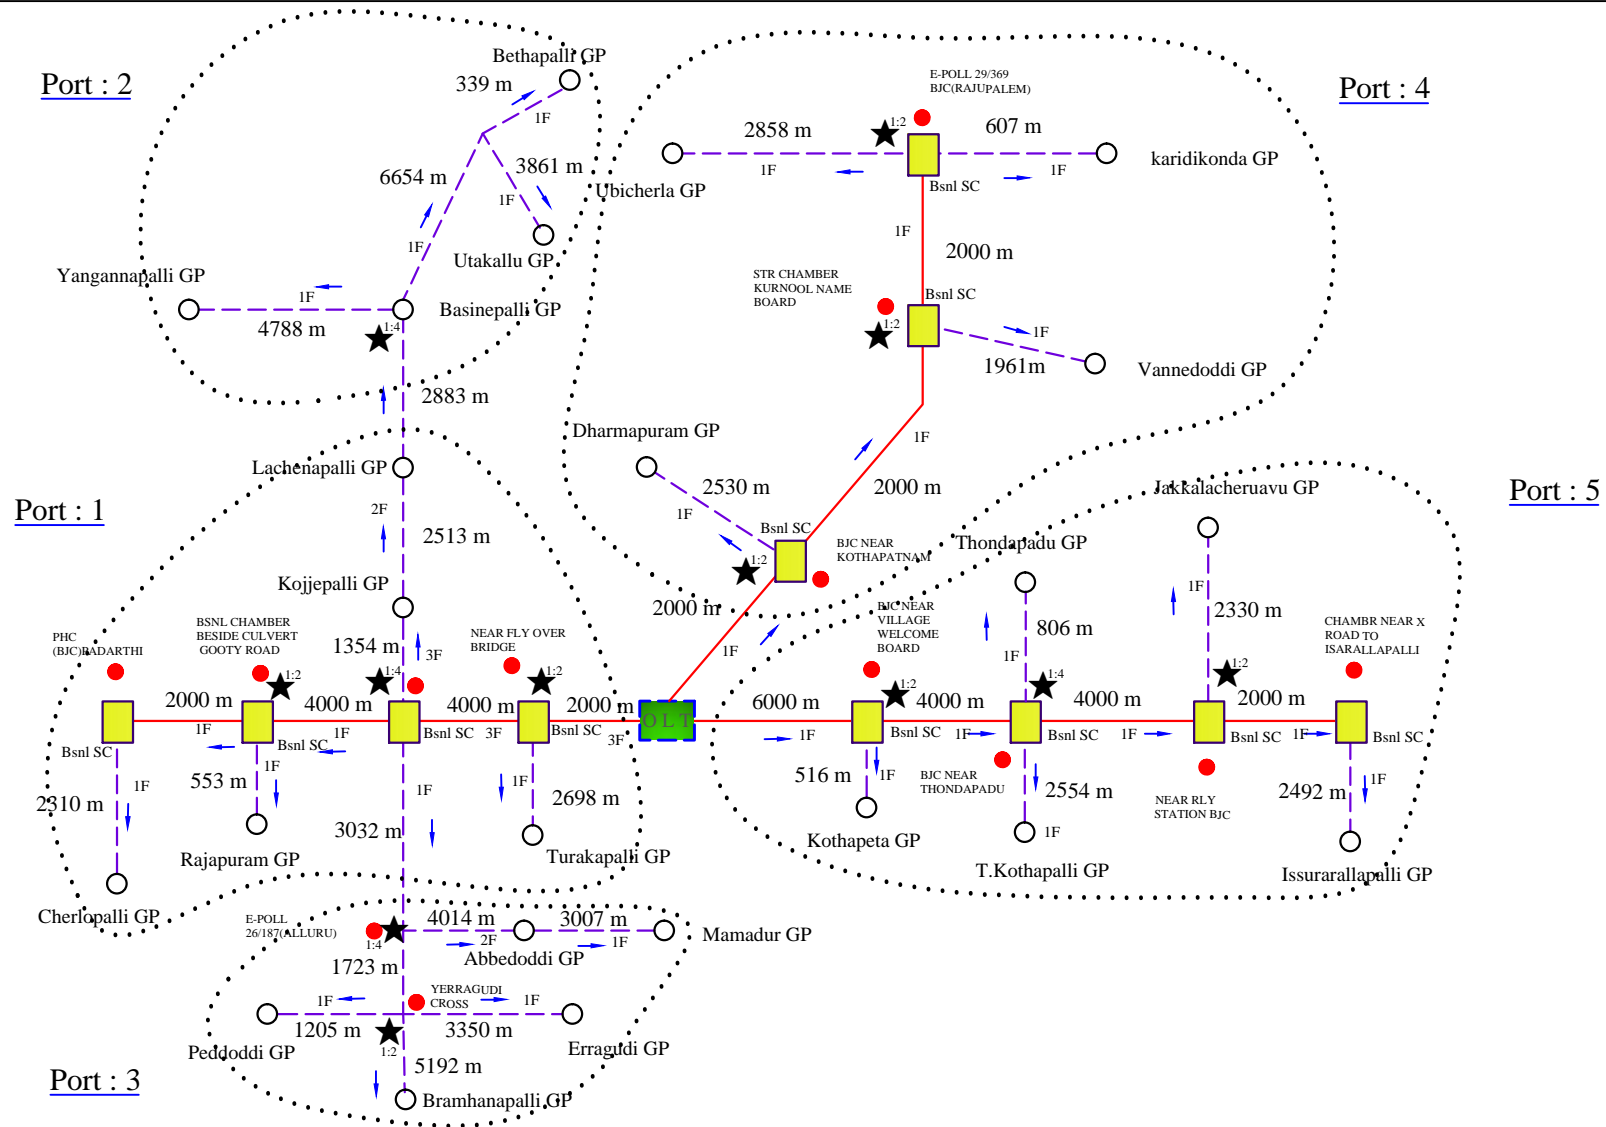 Port : 2
Bethapalli GP
339 m
1F
3861 m
1F
6654 m
1F
Utakallu GP
Yangannapalli GP
1F
4788 m
Basinepalli GP
1:4
2883 m
Port : 4
E-POLL 29/369
BJC(RAJUPALEM)
1:2
2858 m
607 m
1F
1F
Ubicherla GP
karidikonda GP
Bsnl SC
1F
2000 m
STR CHAMBER
KURNOOL NAME
BOARD
Bsnl SC
1:2
1F
1961m
Vannedoddi GP
1F
2000 m
Dharmapuram GP
2530 m
1F
Bsnl SC
1:2
BJC NEAR
KOTHAPATNAM
2000 m
1F
Port : 1
Lachenapalli GP
2F
2513 m
Kojjepalli GP
1354 m
3F
PHC
(BJC)PADARTHI
BSNL CHAMBER
BESIDE CULVERT
GOOTY ROAD
1:2
1:4
NEAR FLY OVER
BRIDGE
1:2
2000 m
4000 m
4000 m
2000 m
1F
1F
3F
3F
Bsnl SC
Bsnl SC
Bsnl SC
Bsnl SC
O L T
1F
2310 m
1F
553 m
1F
3032 m
1F
2698 m
Rajapuram GP
Turakapalli GP
Cherlopalli GP
Port : 5
Jakkalacheruavu GP
Thondapadu GP
1F
2330 m
806 m
1F
BJC NEAR
VILLAGE
WELCOME
BOARD
CHAMBR NEAR X
ROAD TO
ISARALLAPALLI
1:2
1:4
1:2
6000 m
4000 m
4000 m
2000 m
1F
1F
1F
1F
Bsnl SC
Bsnl SC
Bsnl SC
Bsnl SC
516 m
1F
BJC NEAR
THONDAPADU
2554 m
1F
NEAR RLY
STATION BJC
2492 m
1F
Kothapeta GP
T.Kothapalli GP
Issurarallapalli GP
E-POLL
26/187(ALLURU)
1:4
4014 m
3007 m
2F
1F
Abbedoddi GP
Mamadur GP
1723 m
YERRAGUDI
CROSS
1F
1F
1205 m
3350 m
1:2
Peddoddi GP
Erragudi GP
5192 m
Bramhanapalli GP
Port : 3